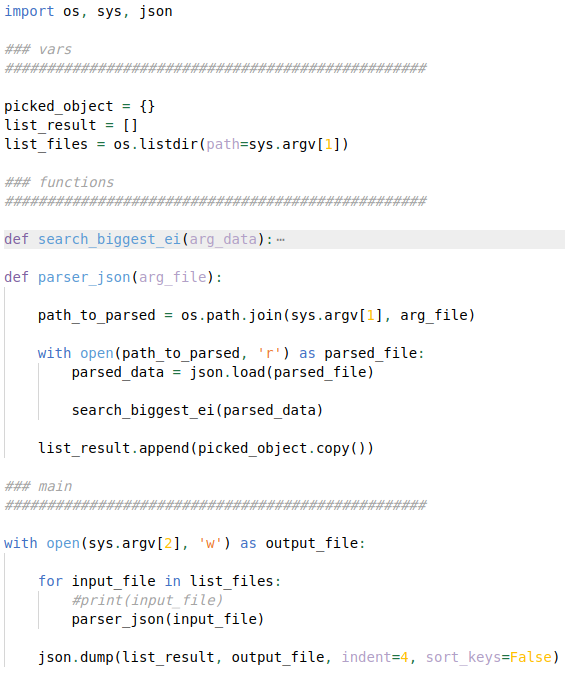 import os, sys, json
### vars
##################################################
picked_object = {}
list_result = []
list_files = os.listdir(path=sys.argv[1])
### functions
##################################################
def search_biggest_ei(arg_data):⋯
def parser_json(arg_file):
path_to_parsed = os.path.join(sys.argv[1], arg_file)
with open(path_to_parsed, 'r') as parsed_file:
parsed_data = json.load(parsed_file)
search_biggest_ei(parsed_data)
list_result.append(picked_object.copy())
### main
##################################################
with open(sys.argv[2], 'w') as output_file:
for input_file in list_files:
#print(input_file)
parser_json(input_file)
json.dump(list_result, output_file, indent=4, sort_keys=False)